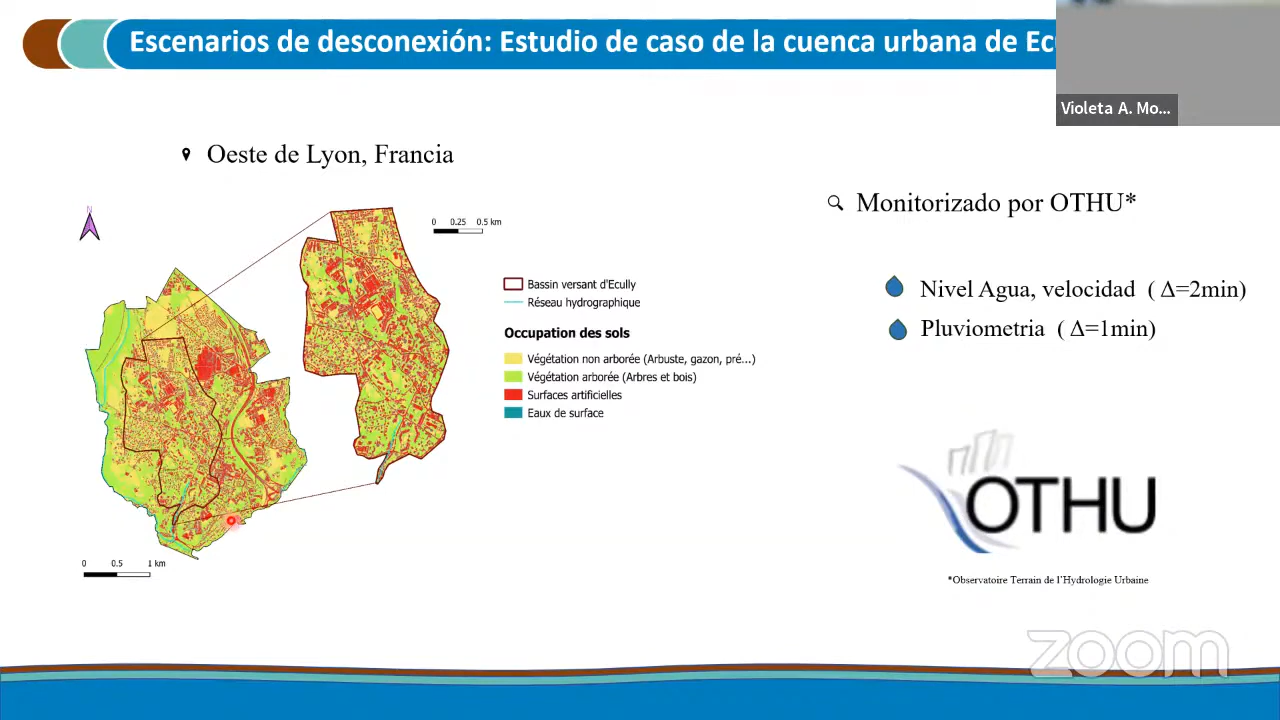 Escenarios de desconexión: Estudio de caso de la cuenca urbana de
Violeta A. Mo...
Oeste de Lyon, Francia
Monitorizado por OTHU*
N
0 0.25 0.5 km
Nivel Agua, velocidad ( Δ=2min)
Pluviometria ( Δ=1min)
Bassin versant d'Ecully
Réseau hydrographique
Occupation des sols
Végétation non arborée (Arbuste, gazon, pré...)
Végétation arborée (Arbres et bois)
Surfaces artificielles
Eaux de surface
OTHU
0 0.5 1 km
*Observatoire Terrain de l'Hydrologie Urbaine
zoom